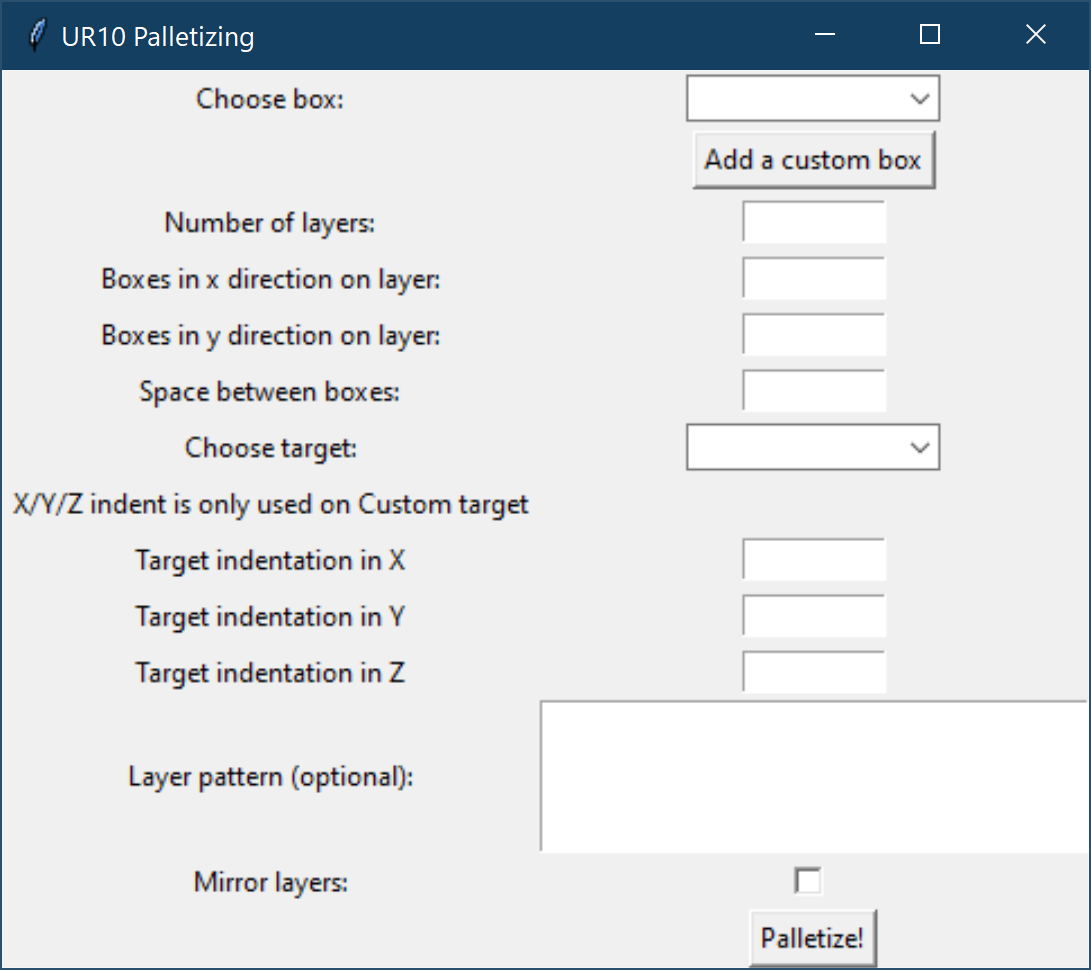 UR10 Palletizing
Choose box:
Add a custom box
Number of layers:
Boxes in x direction on layer:
Boxes in y direction on layer:
Space between boxes:
Choose target:
X/Y/Z indent is only used on Custom target
Target indentation in X
Target indentation in Y
Target indentation in Z
Layer pattern (optional):
Mirror layers:
Palletize!